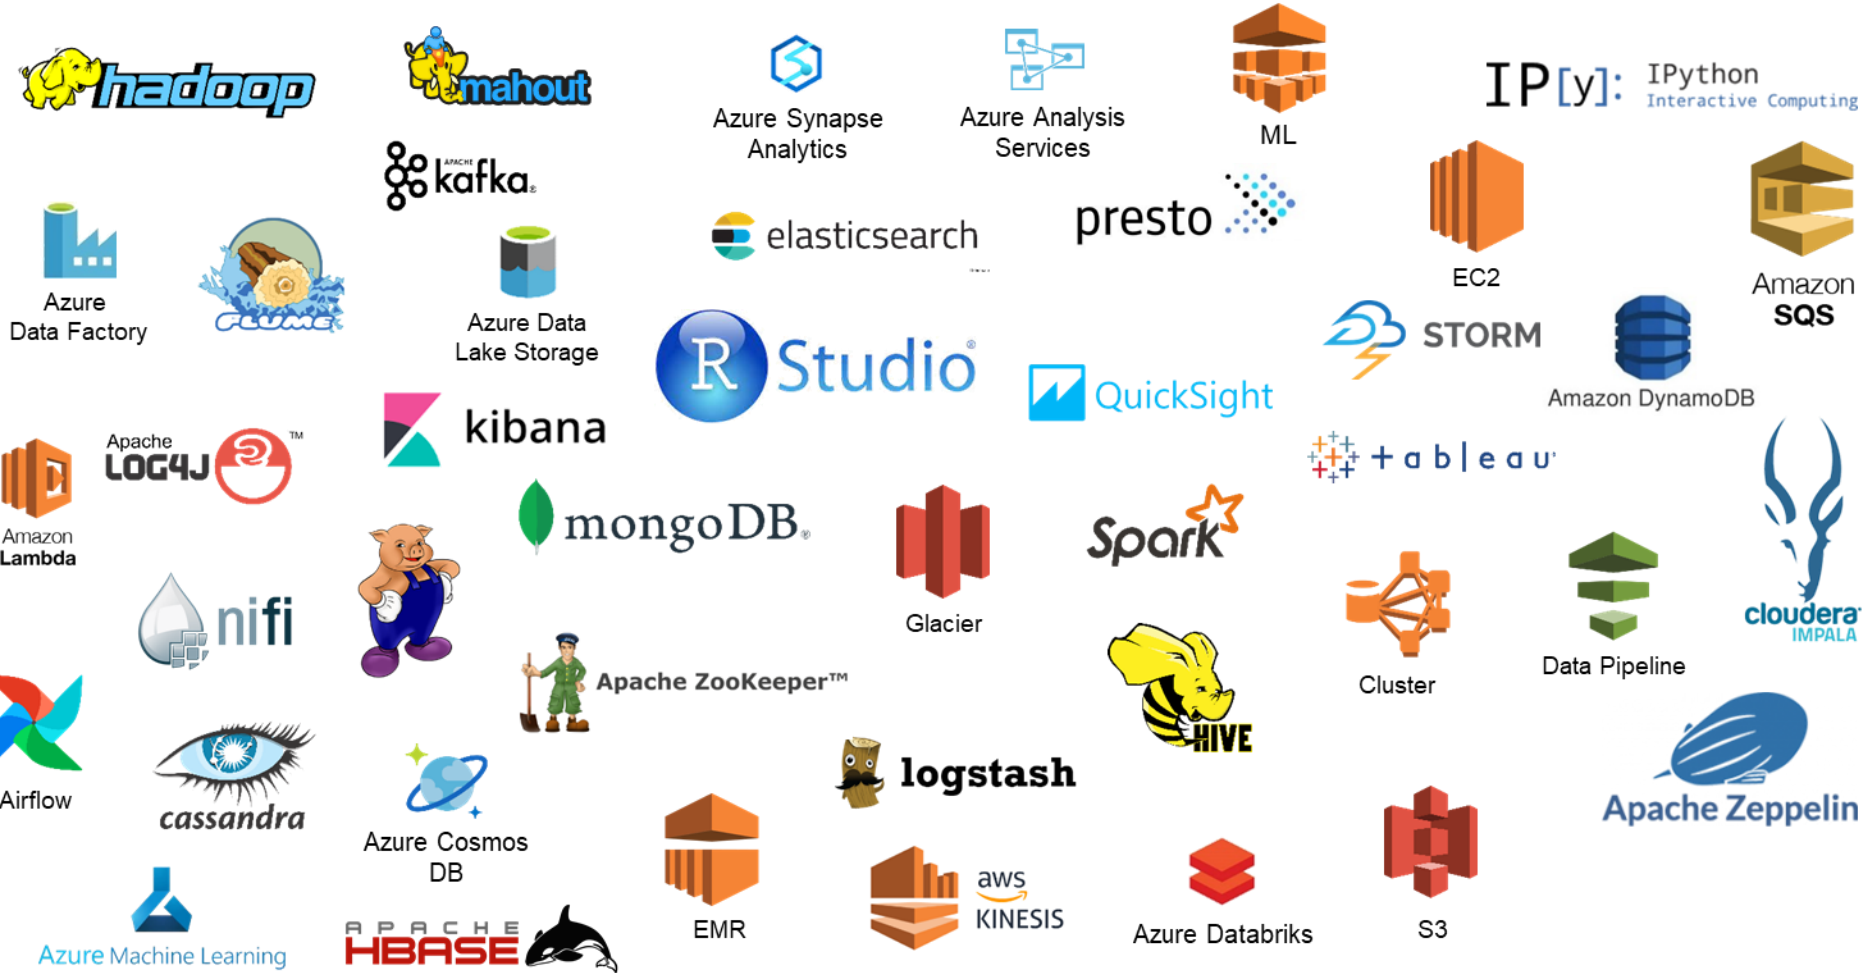 hadoop
mahout
Azure Synapse
Analytics
Azure Analysis
Services
ML
IP[y]:
IPython
Interactive Computing
APACHE
kafka®
Azure
Data Factory
FLUME
Azure Data
Lake Storage
elasticsearch
presto
EC2
Amazon
SQS
R Studio®
QuickSight
STORM
Amazon DynamoDB
kibana
Apache
LOG4J
TM
+ableau
Amazon
Lambda
mongoDB®
Spark
Glacier
nifi
Apache ZooKeeper™
HIVE
Cluster
Data Pipeline
cloudera
IMPALA
Airflow
cassandra
Azure Cosmos
DB
logstash
Apache Zeppelin
EMR
aws
KINESIS
Azure Databriks
S3
Azure Machine Learning
APACHE
HBASE